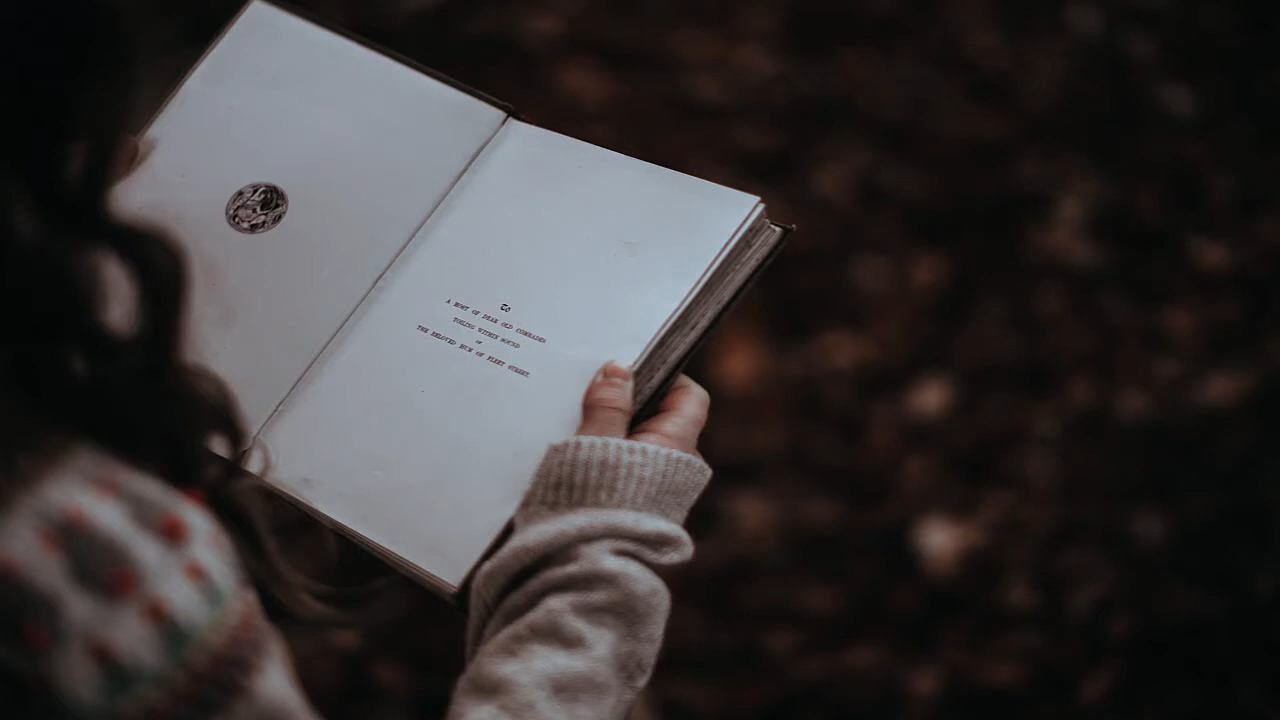 To
A HOST OF DEAR OLD COMRADES
TOILING WITHIN SOUND
OF
THE BELOVED HUM OF FLEET STREET.